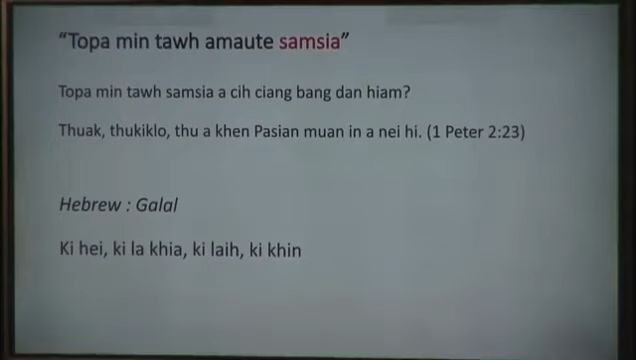 “Topa min tawh amaute samsia”
Topa min tawh samsia a cih ciang bang dan hiam?
Thuak, thukiklo, thu a khen Pasian muan in a nei hi. (1 Peter 2:23)
Hebrew : Galal
Ki hei, ki la khia, ki laih, ki khin